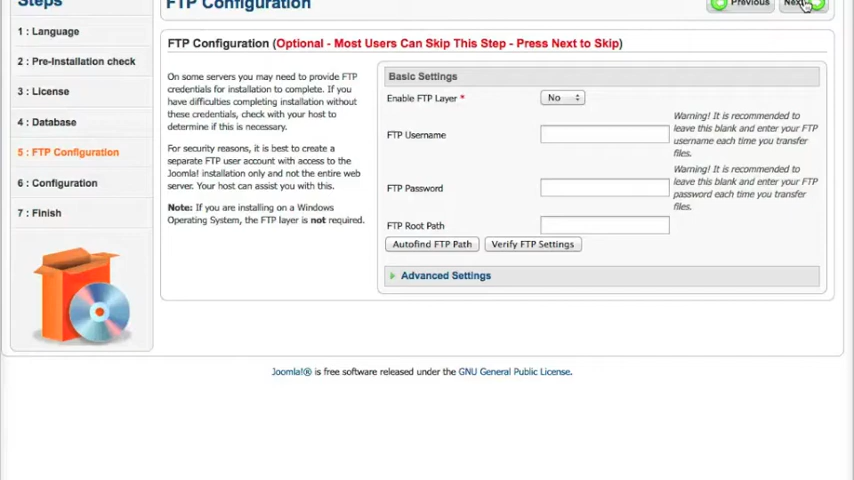 Steps
FTP Configuration
Previous
Next
1 : Language
2 : Pre-Installation check
3 : License
4 : Database
5 : FTP Configuration
6 : Configuration
7 : Finish
FTP Configuration (Optional - Most Users Can Skip This Step - Press Next to Skip)
On some servers you may need to provide FTP
credentials for installation to complete. If you
have difficulties completing installation without
these credentials, check with your host to
determine if this is necessary.
For security reasons, it is best to create a
separate FTP user account with access to the
Joomla! installation only and not the entire web
server. Your host can assist you with this.
Note: If you are installing on a Windows
Operating System, the FTP layer is not required.
Basic Settings
Enable FTP Layer *
No
FTP Username
Warning! It is recommended to
leave this blank and enter your FTP
username each time you transfer
files.
FTP Password
Warning! It is recommended to
leave this blank and enter your FTP
password each time you transfer
files.
FTP Root Path
Autofind FTP Path
Verify FTP Settings
Advanced Settings
Joomla!® is free software released under the GNU General Public License.